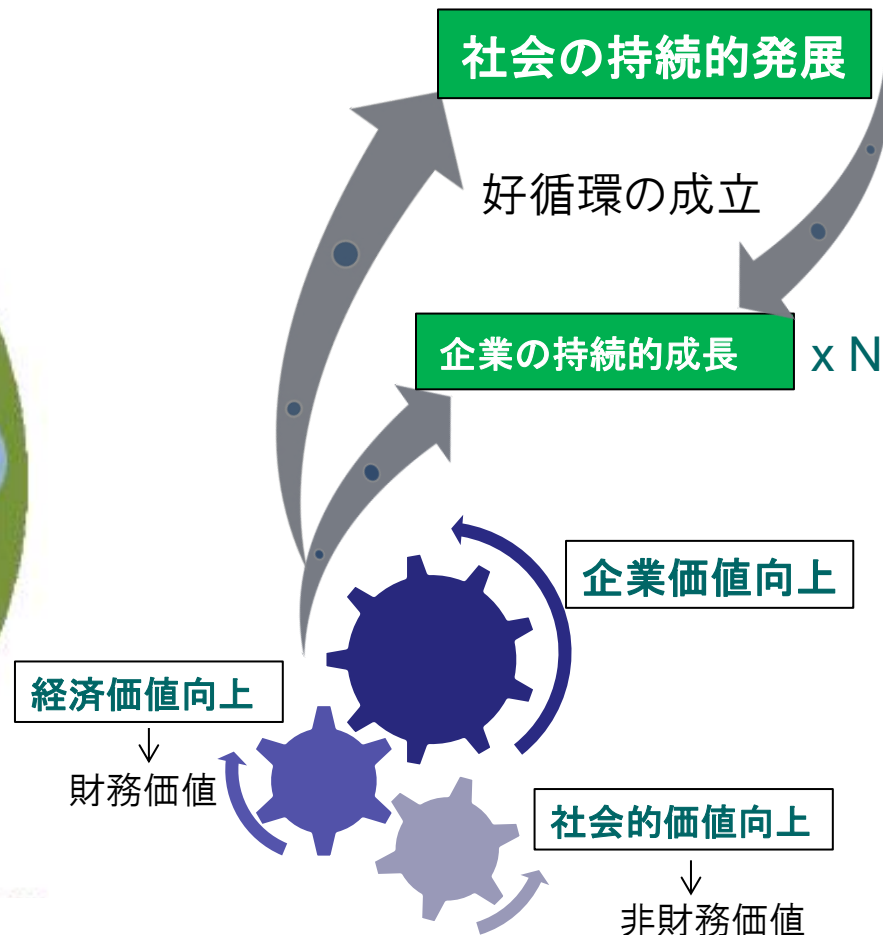 社会の持続的発展
好循環の成立
企業の持続的成長
x N
企業価値向上
経済価値向上
財務価値
社会的価値向上
非財務価値